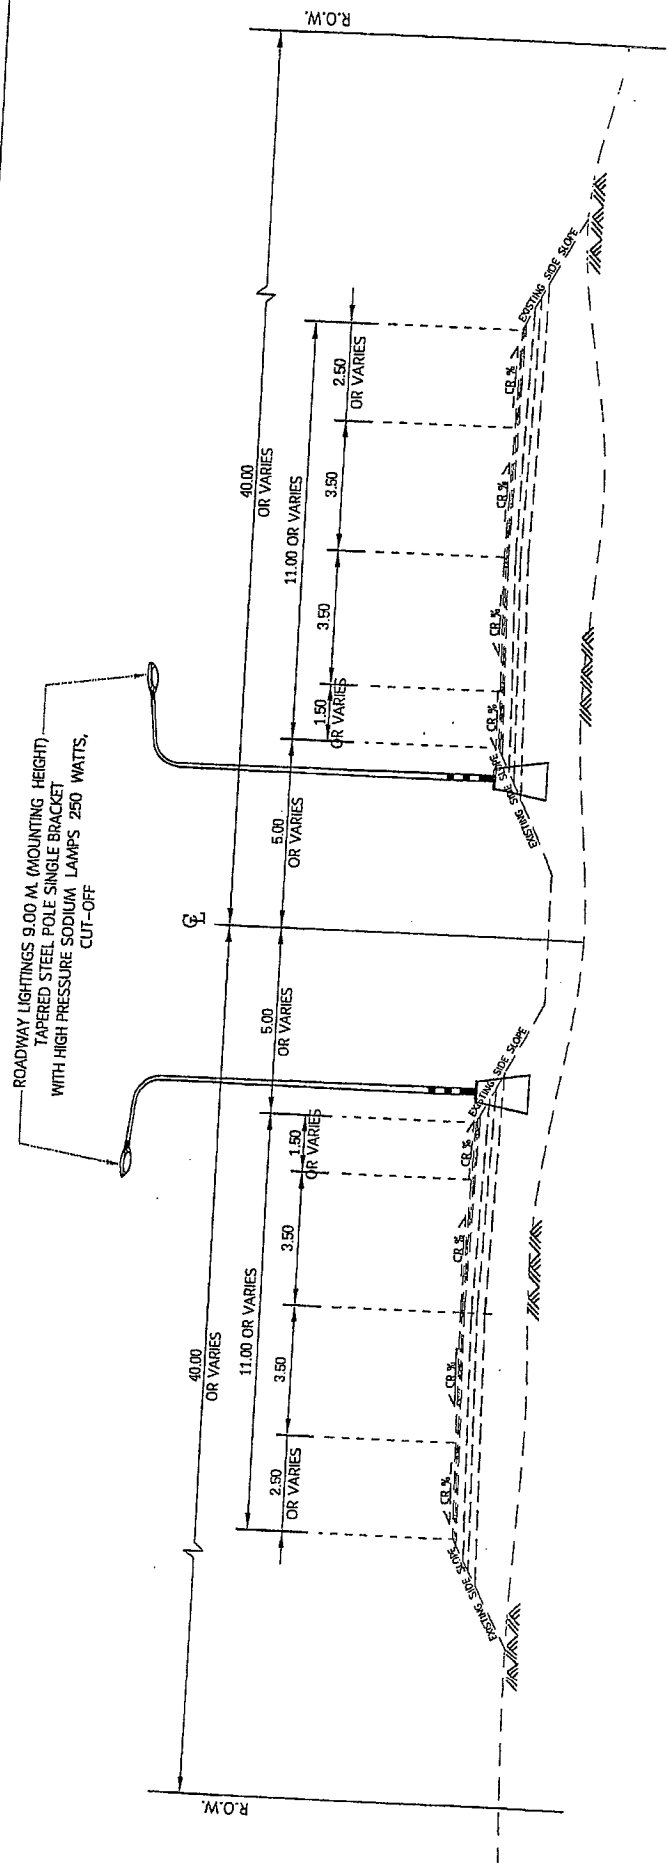 ROADWAY LIGHTINGS 9.00 M. (MOUNTING HEIGHT)
TAPERED STEEL POLE SINGLE BRACKET
WITH HIGH PRESSURE SODIUM LAMPS 250 WATTS,
CUT-OFF
R.O.W.
R.O.W.
℄
40.00
OR VARIES
40.00
OR VARIES
11.00 OR VARIES
5.00
OR VARIES
5.00
OR VARIES
11.00 OR VARIES
2.50
OR VARIES
3.50
3.50
1.50
OR VARIES
1.50
OR VARIES
3.50
3.50
2.50
OR VARIES
EXISTING SIDE SLOPE
CR %
CR %
CR %
CR %
EXISTING SIDE SLOPE
EXISTING SIDE SLOPE
CR %
CR %
CR %
CR %
EXISTING SIDE SLOPE